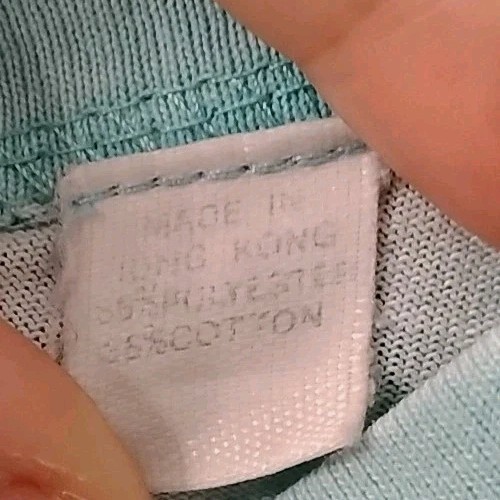 MADE IN
HONG KONG
65%POLYESTER
35%COTTON